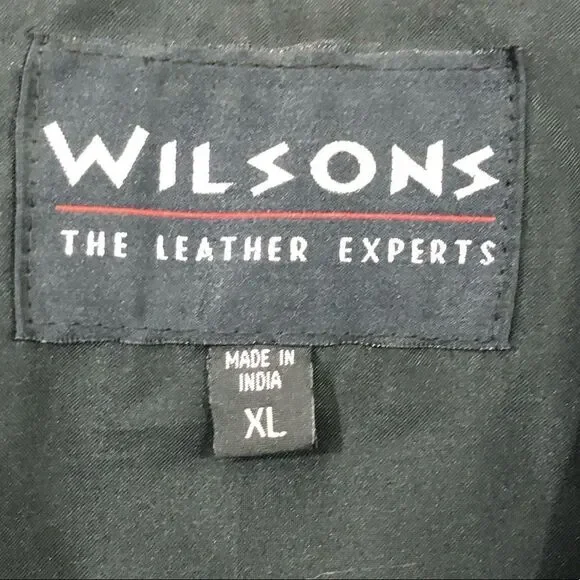 WILSONS
THE LEATHER EXPERTS
MADE IN
INDIA
XL